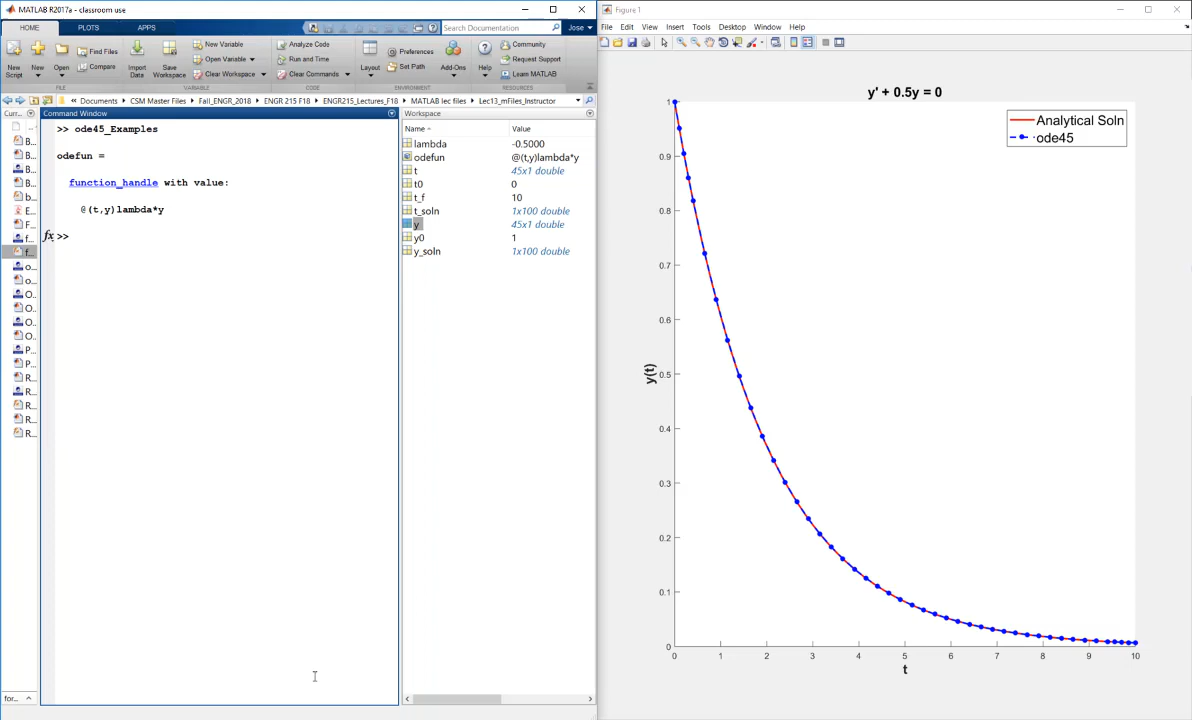 MATLAB R2017a - classroom use
HOME PLOTS APPS
Search Documentation
Jose
New Script
New
Open
Find Files
Compare
FILE
Import Data
Save Workspace
New Variable
Open Variable
Clear Workspace
VARIABLE
Analyze Code
Run and Time
Clear Commands
CODE
Layout
Preferences
Set Path
Add-Ons
ENVIRONMENT
Help
Community
Request Support
Learn MATLAB
RESOURCES
« Documents CSM Master Files Fall_ENGR_2018 ENGR 215 F18 ENGR215_Lectures_F18 MATLAB lec files Lec13_mFiles_Instructor
Curr...
B...
B...
B...
B...
b...
E...
F...
f...
f...
o...
o...
O...
O...
O...
O...
P...
P...
R...
R...
R...
R...
for...
Command Window
>> ode45_Examples
odefun =
function_handle with value:
@(t,y)lambda*y
fx >>
Workspace
Name Value
lambda -0.5000
odefun @(t,y)lambda*y
t 45x1 double
t0 0
t_f 10
t_soln 1x100 double
y 45x1 double
y0 1
y_soln 1x100 double
Figure 1
File Edit View Insert Tools Desktop Window Help
y' + 0.5y = 0
Analytical Soln
ode45
1
0.9
0.8
0.7
0.6
0.5
0.4
0.3
0.2
0.1
0
y(t)
0 1 2 3 4 5 6 7 8 9 10
t